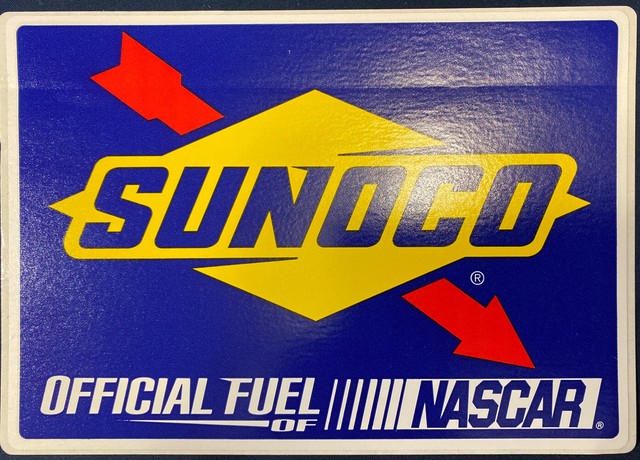 SUNOCO
®
OFFICIAL FUEL
OF
NASCAR®